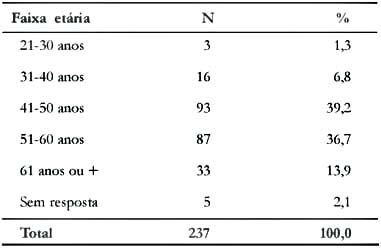 Faixa etária N %
21-30 anos 3 1,3
31-40 anos 16 6,8
41-50 anos 93 39,2
51-60 anos 87 36,7
61 anos ou + 33 13,9
Sem resposta 5 2,1
Total 237 100,0